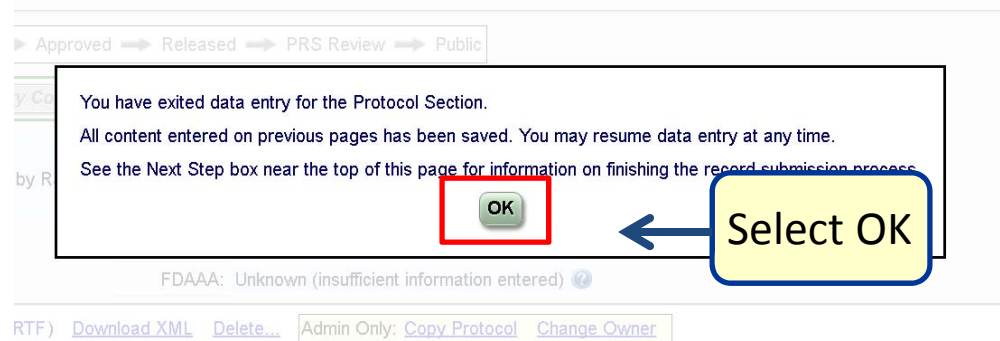 Approved Released PRS Review Public
y Co
You have exited data entry for the Protocol Section.
All content entered on previous pages has been saved. You may resume data entry at any time.
See the Next Step box near the top of this page for information on finishing the record submission process.
by R
OK
Select OK
FDAAA: Unknown (insufficient information entered) ?
RTF) Download XML Delete... Admin Only: Copy Protocol Change Owner